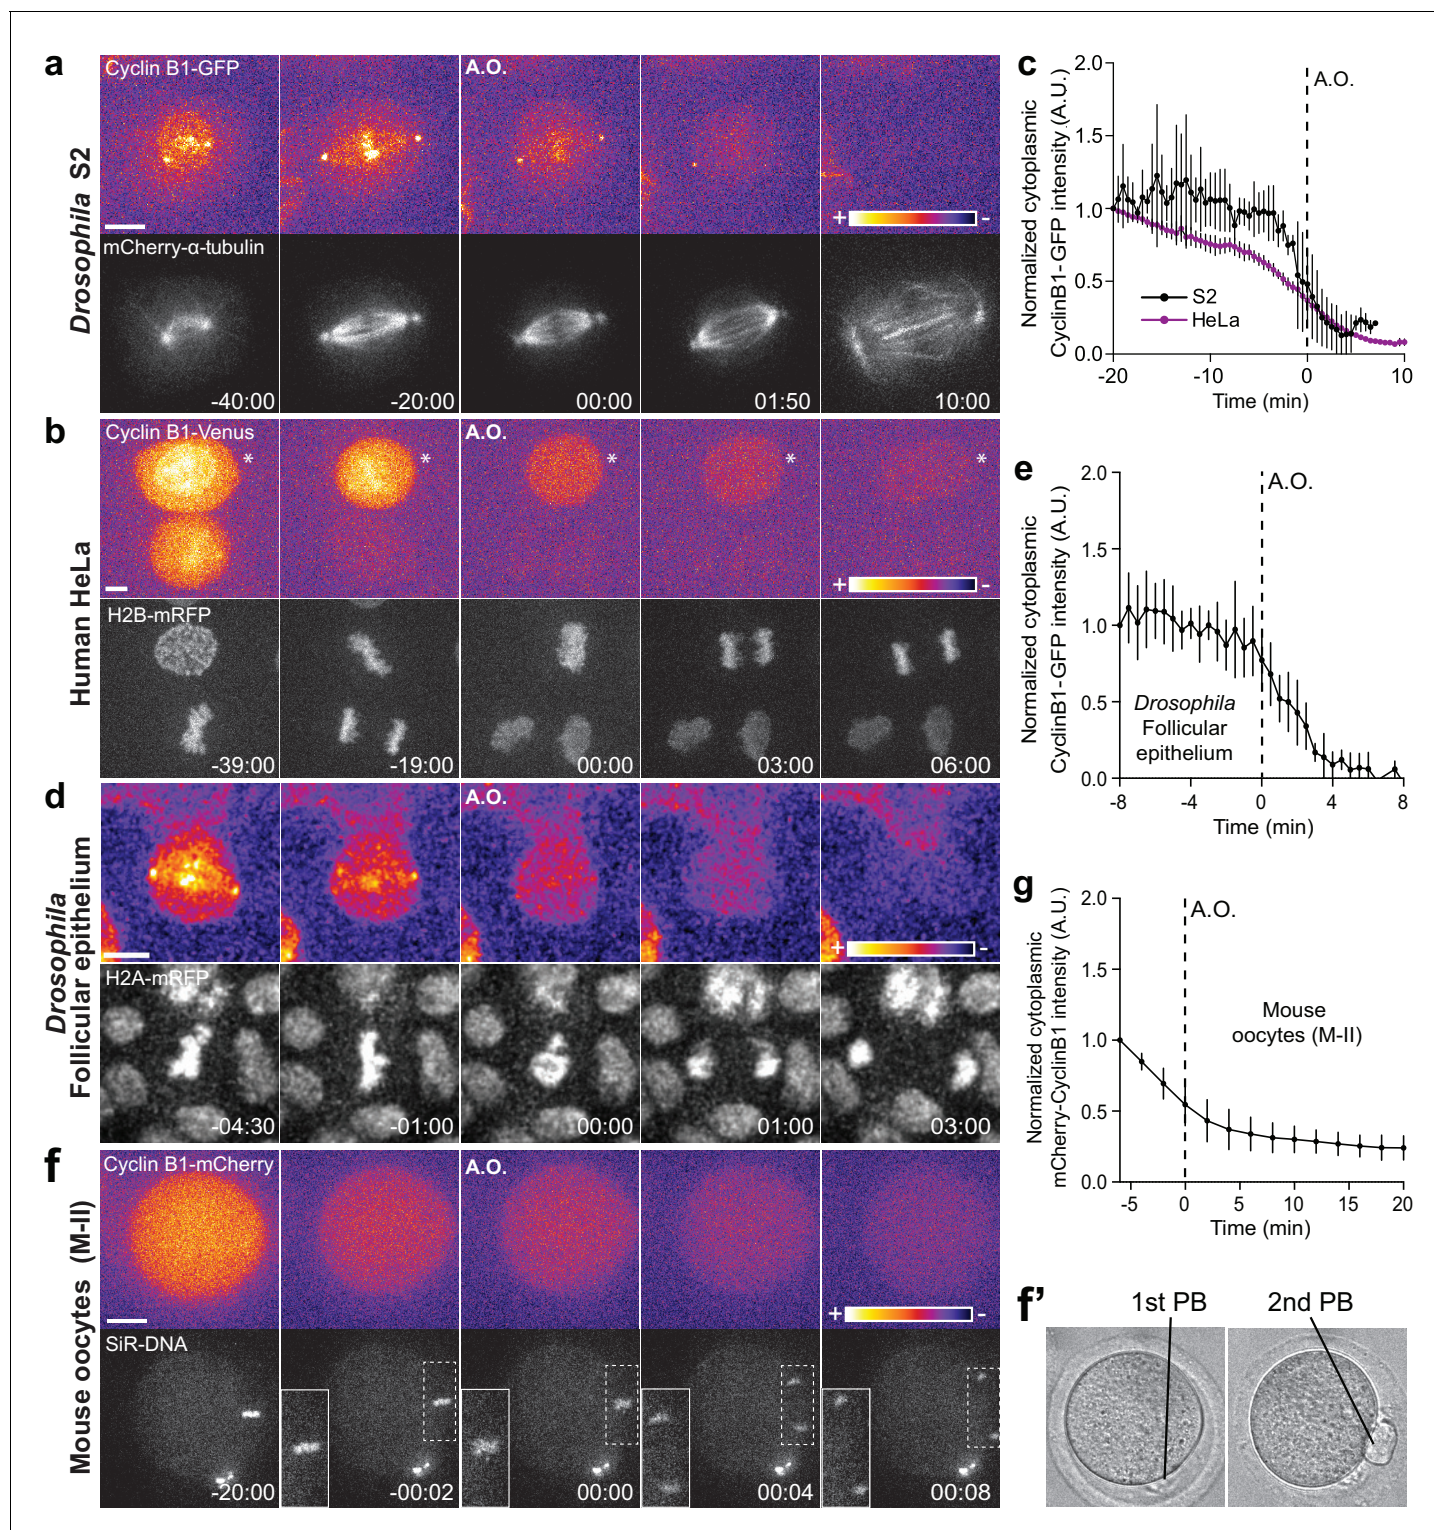 a
Drosophila S2
Cyclin B1-GFP
A.O.
+ -
mCherry-α-tubulin
-40:00
-20:00
00:00
01:50
10:00
b
Human HeLa
Cyclin B1-Venus
A.O.
*
*
*
*
*
+ -
H2B-mRFP
-39:00
-19:00
00:00
03:00
06:00
d
Drosophila
Follicular epithelium
A.O.
+ -
H2A-mRFP
-04:30
-01:00
00:00
01:00
03:00
f
Mouse oocytes (M-II)
Cyclin B1-mCherry
A.O.
+ -
SiR-DNA
-20:00
-00:02
00:00
00:04
00:08
c
Normalized cytoplasmic
CyclinB1-GFP intensity (A.U.)
2.0
1.5
1.0
0.5
0.0
A.O.
S2
HeLa
-20 -10 0 10
Time (min)
e
Normalized cytoplasmic
CyclinB1-GFP intensity (A.U.)
2.0
1.5
1.0
0.5
0.0
A.O.
Drosophila
Follicular
epithelium
-8 -4 0 4 8
Time (min)
g
Normalized cytoplasmic
mCherry-CyclinB1 intensity (A.U.)
2.0
1.5
1.0
0.5
0.0
A.O.
Mouse
oocytes (M-II)
-5 0 5 10 15 20
Time (min)
f’
1st PB
2nd PB